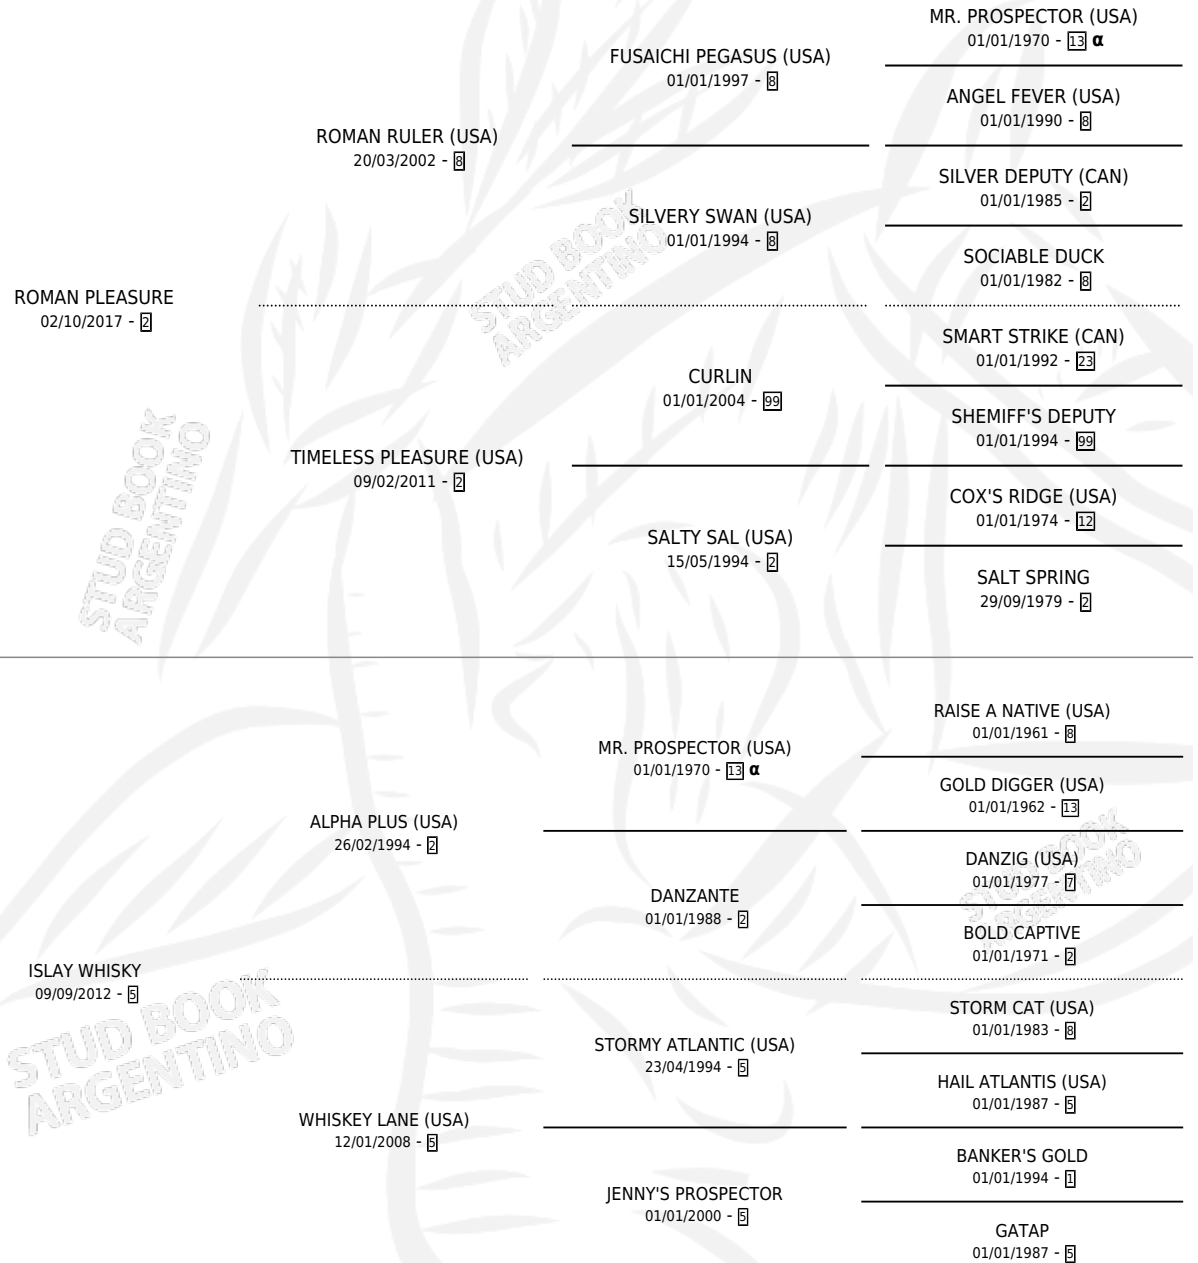 MR. PROSPECTOR (USA)
01/01/1970 - 13 α
FUSAICHI PEGASUS (USA)
01/01/1997 - 8
ANGEL FEVER (USA)
01/01/1990 - 8
ROMAN RULER (USA)
20/03/2002 - 8
SILVER DEPUTY (CAN)
01/01/1985 - 2
SILVERY SWAN (USA)
01/01/1994 - 8
SOCIABLE DUCK
01/01/1982 - 8
STUD BOOK
ARGENTINO
ROMAN PLEASURE
02/10/2017 - 2
SMART STRIKE (CAN)
01/01/1992 - 23
CURLIN
01/01/2004 - 99
SHEMIFF'S DEPUTY
01/01/1994 - 99
TIMELESS PLEASURE (USA)
09/02/2011 - 2
COX'S RIDGE (USA)
01/01/1974 - 12
SALTY SAL (USA)
15/05/1994 - 2
SALT SPRING
29/09/1979 - 2
STUD BOOK
ARGENTINO
RAISE A NATIVE (USA)
01/01/1961 - 8
MR. PROSPECTOR (USA)
01/01/1970 - 13 α
GOLD DIGGER (USA)
01/01/1962 - 13
ALPHA PLUS (USA)
26/02/1994 - 2
DANZIG (USA)
01/01/1977 - 7
DANZANTE
01/01/1988 - 2
BOLD CAPTIVE
01/01/1971 - 2
STUD BOOK
ARGENTINO
ISLAY WHISKY
09/09/2012 - 5
STORM CAT (USA)
01/01/1983 - 8
STORMY ATLANTIC (USA)
23/04/1994 - 5
HAIL ATLANTIS (USA)
01/01/1987 - 5
WHISKEY LANE (USA)
12/01/2008 - 5
BANKER'S GOLD
01/01/1994 - 1
JENNY'S PROSPECTOR
01/01/2000 - 5
GATAP
01/01/1987 - 5
STUD BOOK
ARGENTINO